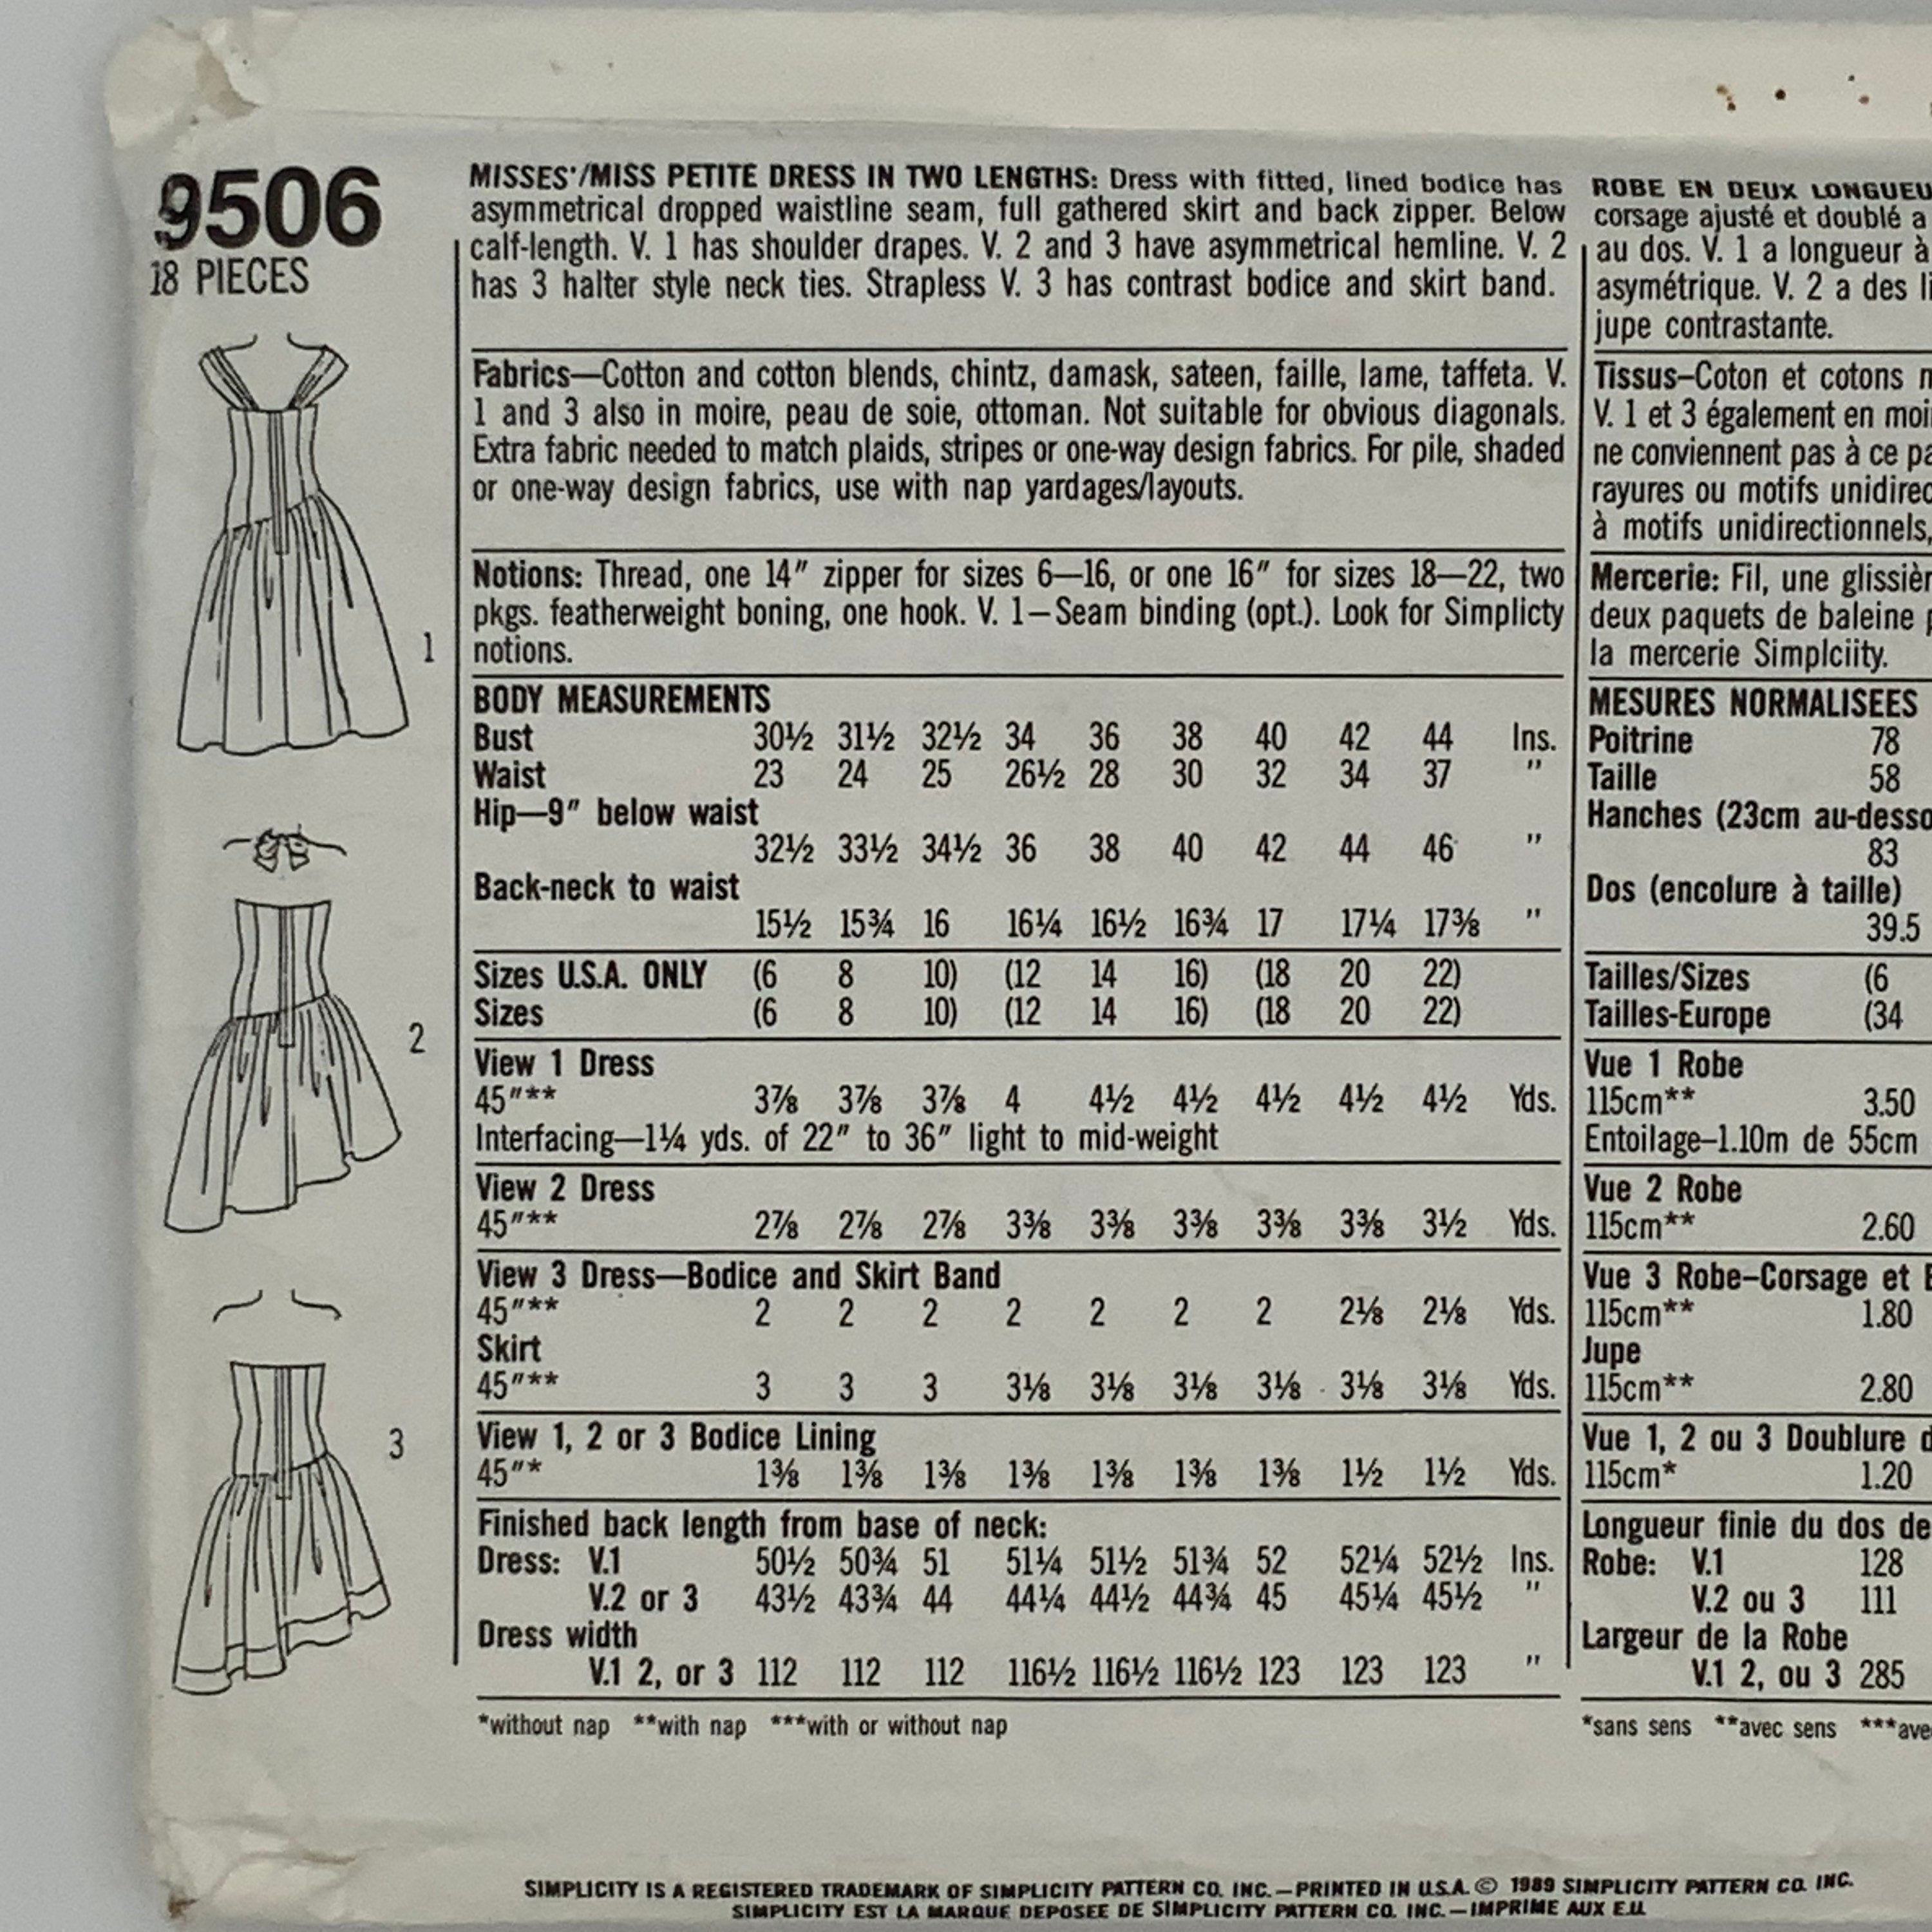 9506
18 PIECES
1
2
3
MISSES'/MISS PETITE DRESS IN TWO LENGTHS: Dress with fitted, lined bodice has
asymmetrical dropped waistline seam, full gathered skirt and back zipper. Below
calf-length. V. 1 has shoulder drapes. V. 2 and 3 have asymmetrical hemline. V. 2
has 3 halter style neck ties. Strapless V. 3 has contrast bodice and skirt band.
Fabrics—Cotton and cotton blends, chintz, damask, sateen, faille, lame, taffeta. V.
1 and 3 also in moire, peau de soie, ottoman. Not suitable for obvious diagonals.
Extra fabric needed to match plaids, stripes or one-way design fabrics. For pile, shaded
or one-way design fabrics, use with nap yardages/layouts.
Notions: Thread, one 14" zipper for sizes 6—16, or one 16" for sizes 18—22, two
pkgs. featherweight boning, one hook. V. 1—Seam binding (opt.). Look for Simplicty
notions.
BODY MEASUREMENTS
Bust 30½ 31½ 32½ 34 36 38 40 42 44 Ins.
Waist 23 24 25 26½ 28 30 32 34 37 "
Hip—9" below waist
32½ 33½ 34½ 36 38 40 42 44 46 "
Back-neck to waist
15½ 15¾ 16 16¼ 16½ 16¾ 17 17¼ 17⅜ "
Sizes U.S.A. ONLY (6 8 10) (12 14 16) (18 20 22)
Sizes (6 8 10) (12 14 16) (18 20 22)
View 1 Dress
45"** 3⅞ 3⅞ 3⅞ 4 4½ 4½ 4½ 4½ 4½ Yds.
Interfacing—1¼ yds. of 22" to 36" light to mid-weight
View 2 Dress
45"** 2⅞ 2⅞ 2⅞ 3⅜ 3⅜ 3⅜ 3⅜ 3⅜ 3½ Yds.
View 3 Dress—Bodice and Skirt Band
45"** 2 2 2 2 2 2 2 2⅛ 2⅛ Yds.
Skirt
45"** 3 3 3 3⅛ 3⅛ 3⅛ 3⅛ 3⅛ 3⅛ Yds.
View 1, 2 or 3 Bodice Lining
45"* 1⅜ 1⅜ 1⅜ 1⅜ 1⅜ 1⅜ 1⅜ 1½ 1½ Yds.
Finished back length from base of neck:
Dress: V.1 50½ 50¾ 51 51¼ 51½ 51¾ 52 52¼ 52½ Ins.
V.2 or 3 43½ 43¾ 44 44¼ 44½ 44¾ 45 45¼ 45½ "
Dress width
V.1 2, or 3 112 112 112 116½ 116½ 116½ 123 123 123 "
*without nap **with nap ***with or without nap
ROBE EN DEUX LONGUEU
corsage ajusté et doublé a
au dos. V. 1 a longueur à
asymétrique. V. 2 a des li
jupe contrastante.
Tissus–Coton et cotons
V. 1 et 3 également en moi
ne conviennent pas à ce pa
rayures ou motifs unidirec
à motifs unidirectionnels,
Mercerie: Fil, une glissièr
deux paquets de baleine
la mercerie Simplciity.
MESURES NORMALISEES
Poitrine 78
Taille 58
Hanches (23cm au-desso
83
Dos (encolure à taille)
39.5
Tailles/Sizes (6
Tailles-Europe (34
Vue 1 Robe
115cm** 3.50
Entoilage–1.10m de 55cm
Vue 2 Robe
115cm** 2.60
Vue 3 Robe–Corsage et
115cm** 1.80
Jupe
115cm** 2.80
Vue 1, 2 ou 3 Doublure d
115cm* 1.20
Longueur finie du dos de
Robe: V.1 128
V.2 ou 3 111
Largeur de la Robe
V.1 2, ou 3 285
*sans sens **avec sens ***ave
SIMPLICITY IS A REGISTERED TRADEMARK OF SIMPLICITY PATTERN CO. INC.—PRINTED IN U.S.A. © 1989 SIMPLICITY PATTERN CO. INC.
SIMPLICITY EST LA MARQUE DEPOSEE DE SIMPLICITY PATTERN CO. INC.—IMPRIME AUX E.U.